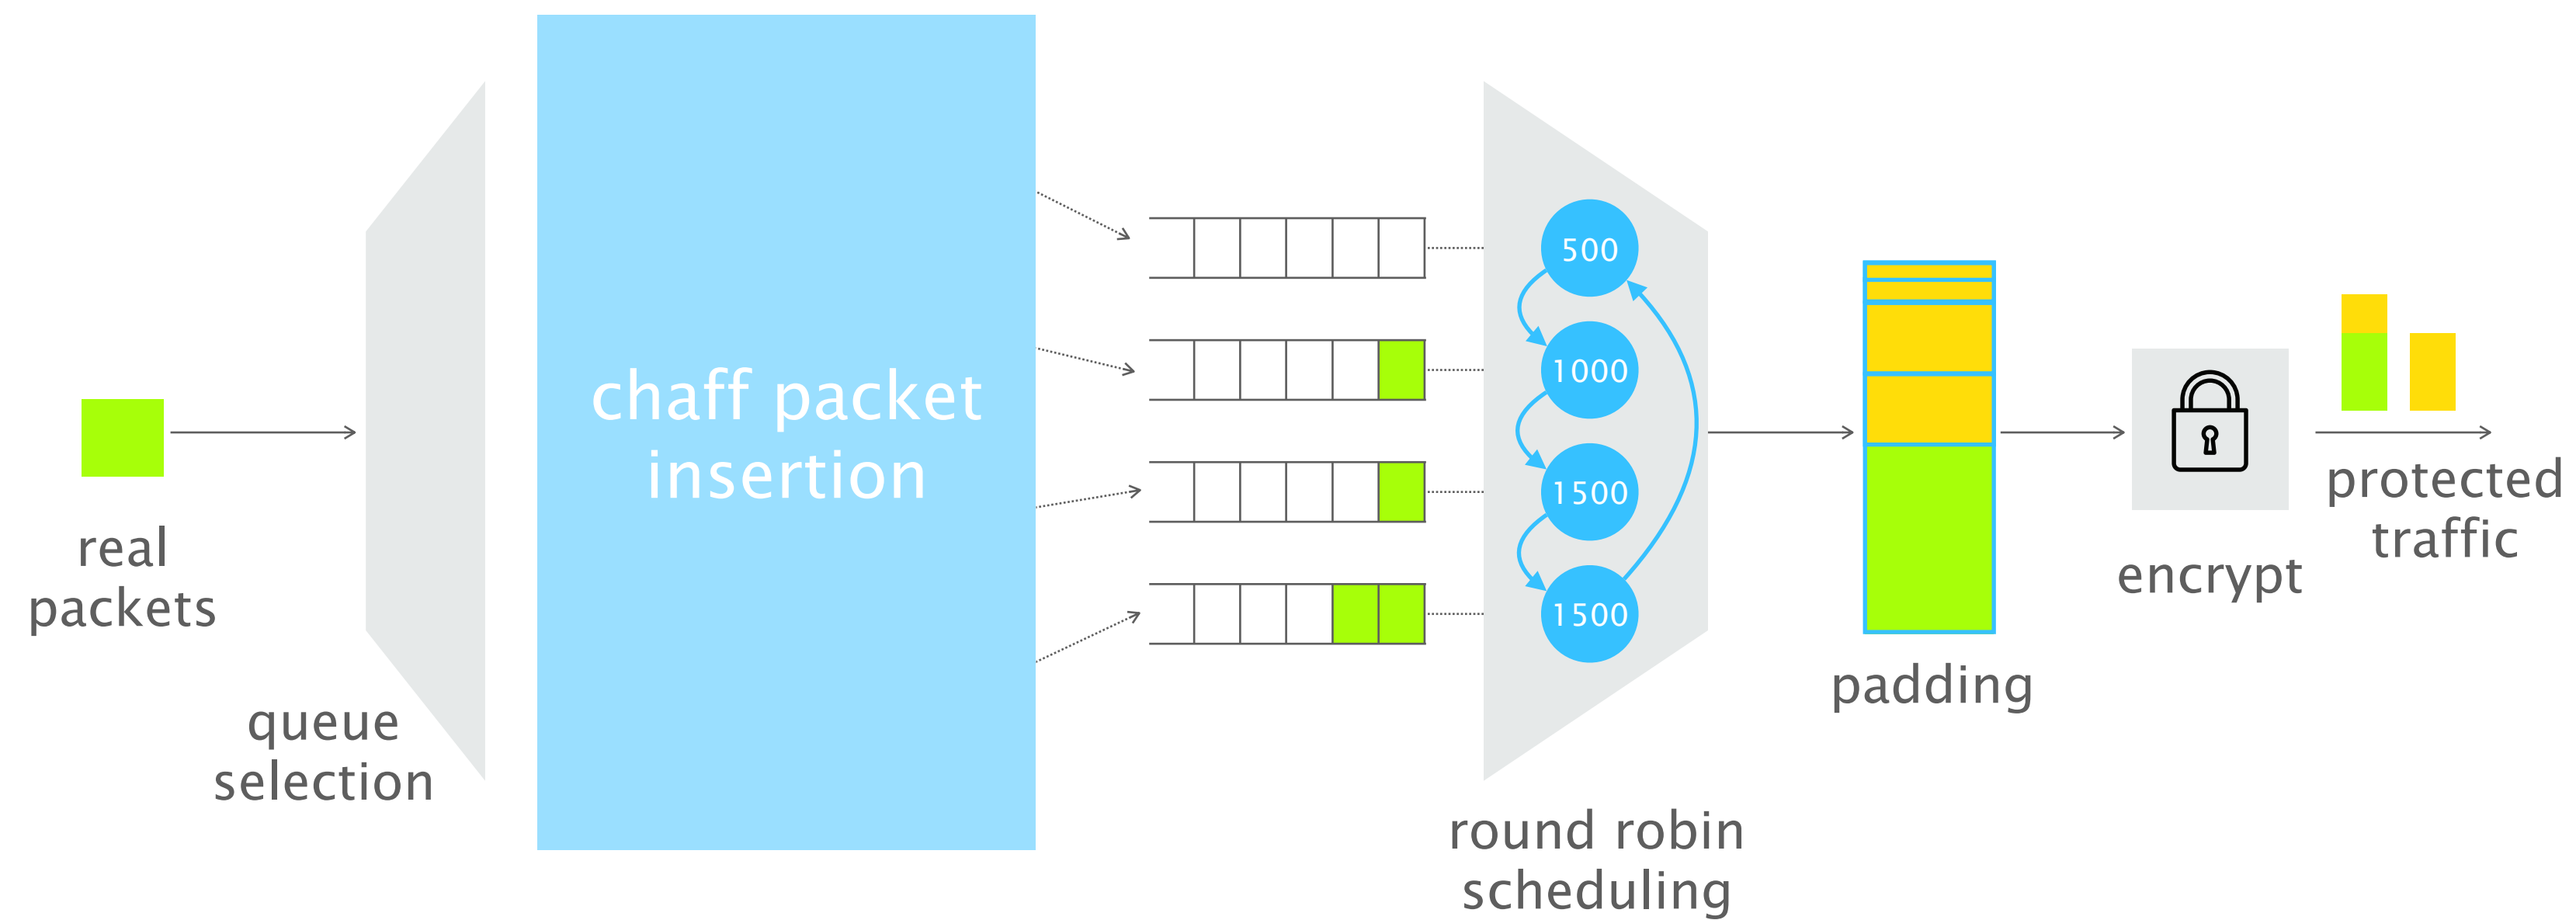 real
packets
queue
selection
chaff packet
insertion
500
1000
1500
1500
round robin
scheduling
padding
encrypt
protected
traffic